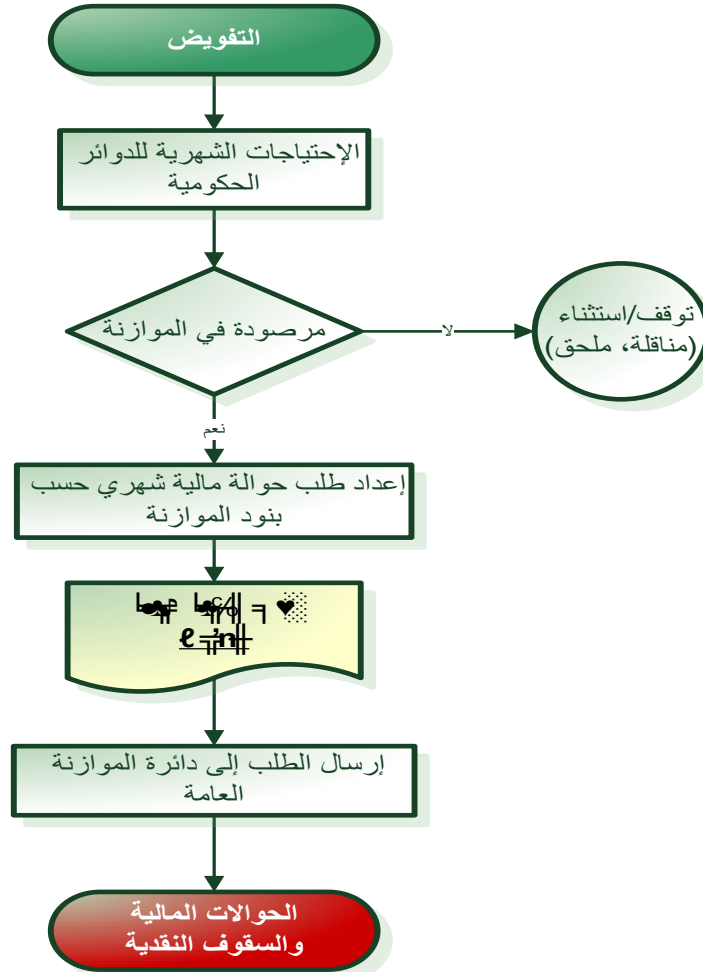 التفويض
الإحتياجات الشهرية للدوائر
الحكومية
مرصودة في الموازنة
لا
توقف/استثناء
(مناقلة، ملحق)
نعم
إعداد طلب حوالة مالية شهري حسب
بنود الموازنة
إرسال الطلب إلى دائرة الموازنة
العامة
الحوالات المالية
والسقوف النقدية